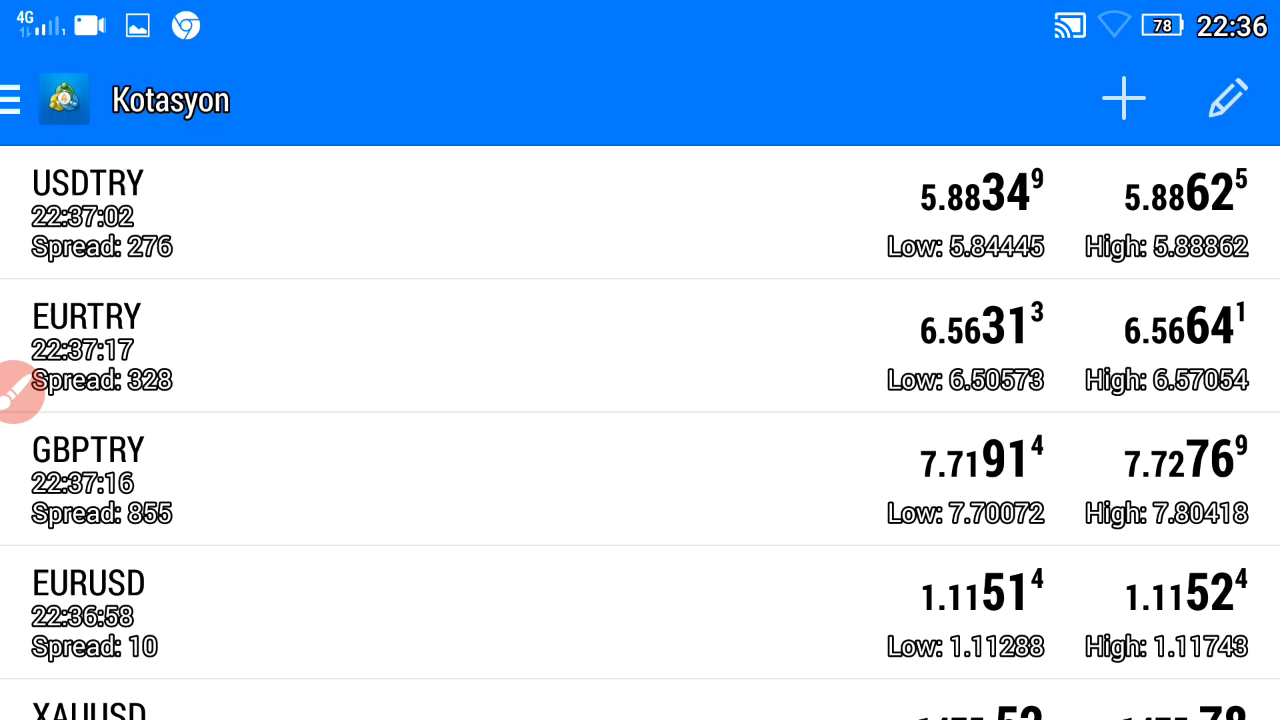 4G 78 22:36
Kotasyon
USDTRY 5.88349 5.88625
22:37:02
Spread: 276 Low: 5.84445 High: 5.88862
EURTRY 6.56313 6.56641
22:37:17
Spread: 328 Low: 6.50573 High: 6.57054
GBPTRY 7.71914 7.72769
22:37:16
Spread: 855 Low: 7.70072 High: 7.80418
EURUSD 1.11514 1.11524
22:36:58
Spread: 10 Low: 1.11288 High: 1.11743
XAUUSD